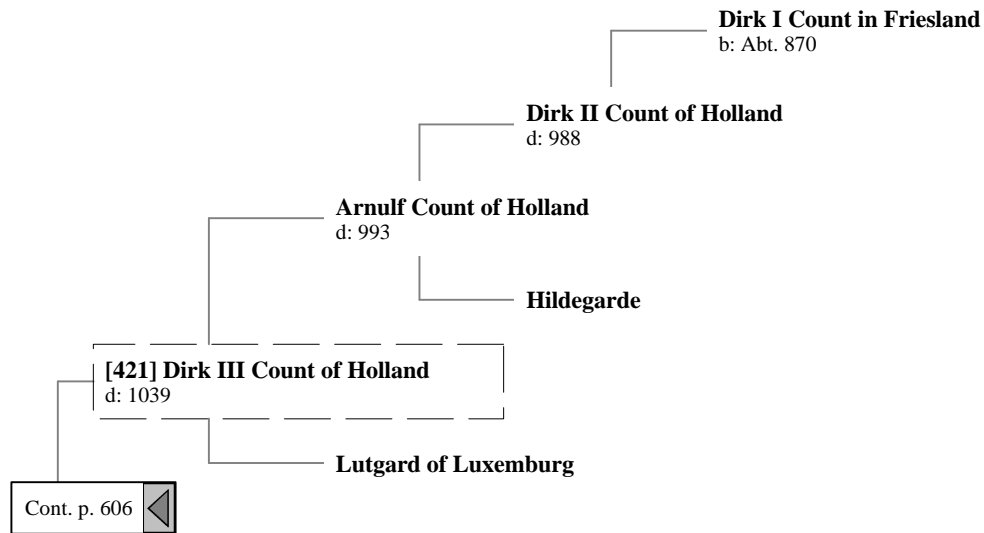 Dirk I Count in Friesland
b: Abt. 870
Dirk II Count of Holland
d: 988
Arnulf Count of Holland
d: 993
Hildegarde
[421] Dirk III Count of Holland
d: 1039
Lutgard of Luxemburg
Cont. p. 606